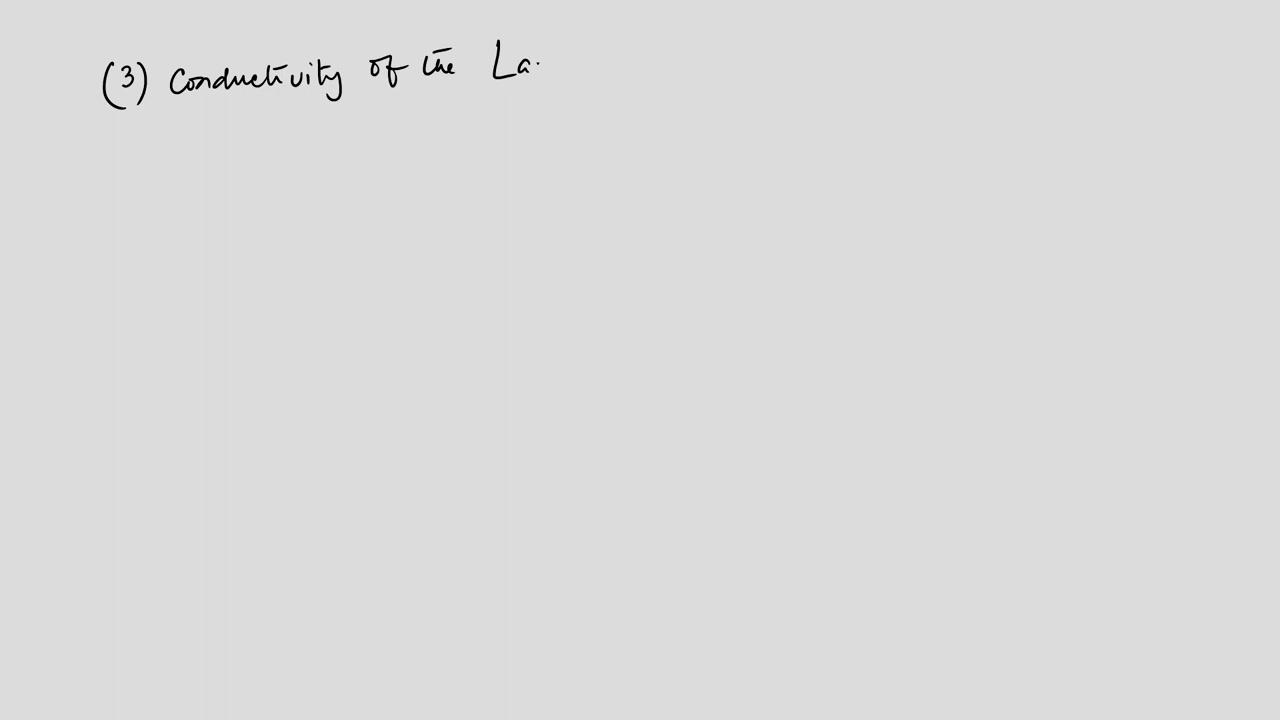 (3) Conductivity of the La.